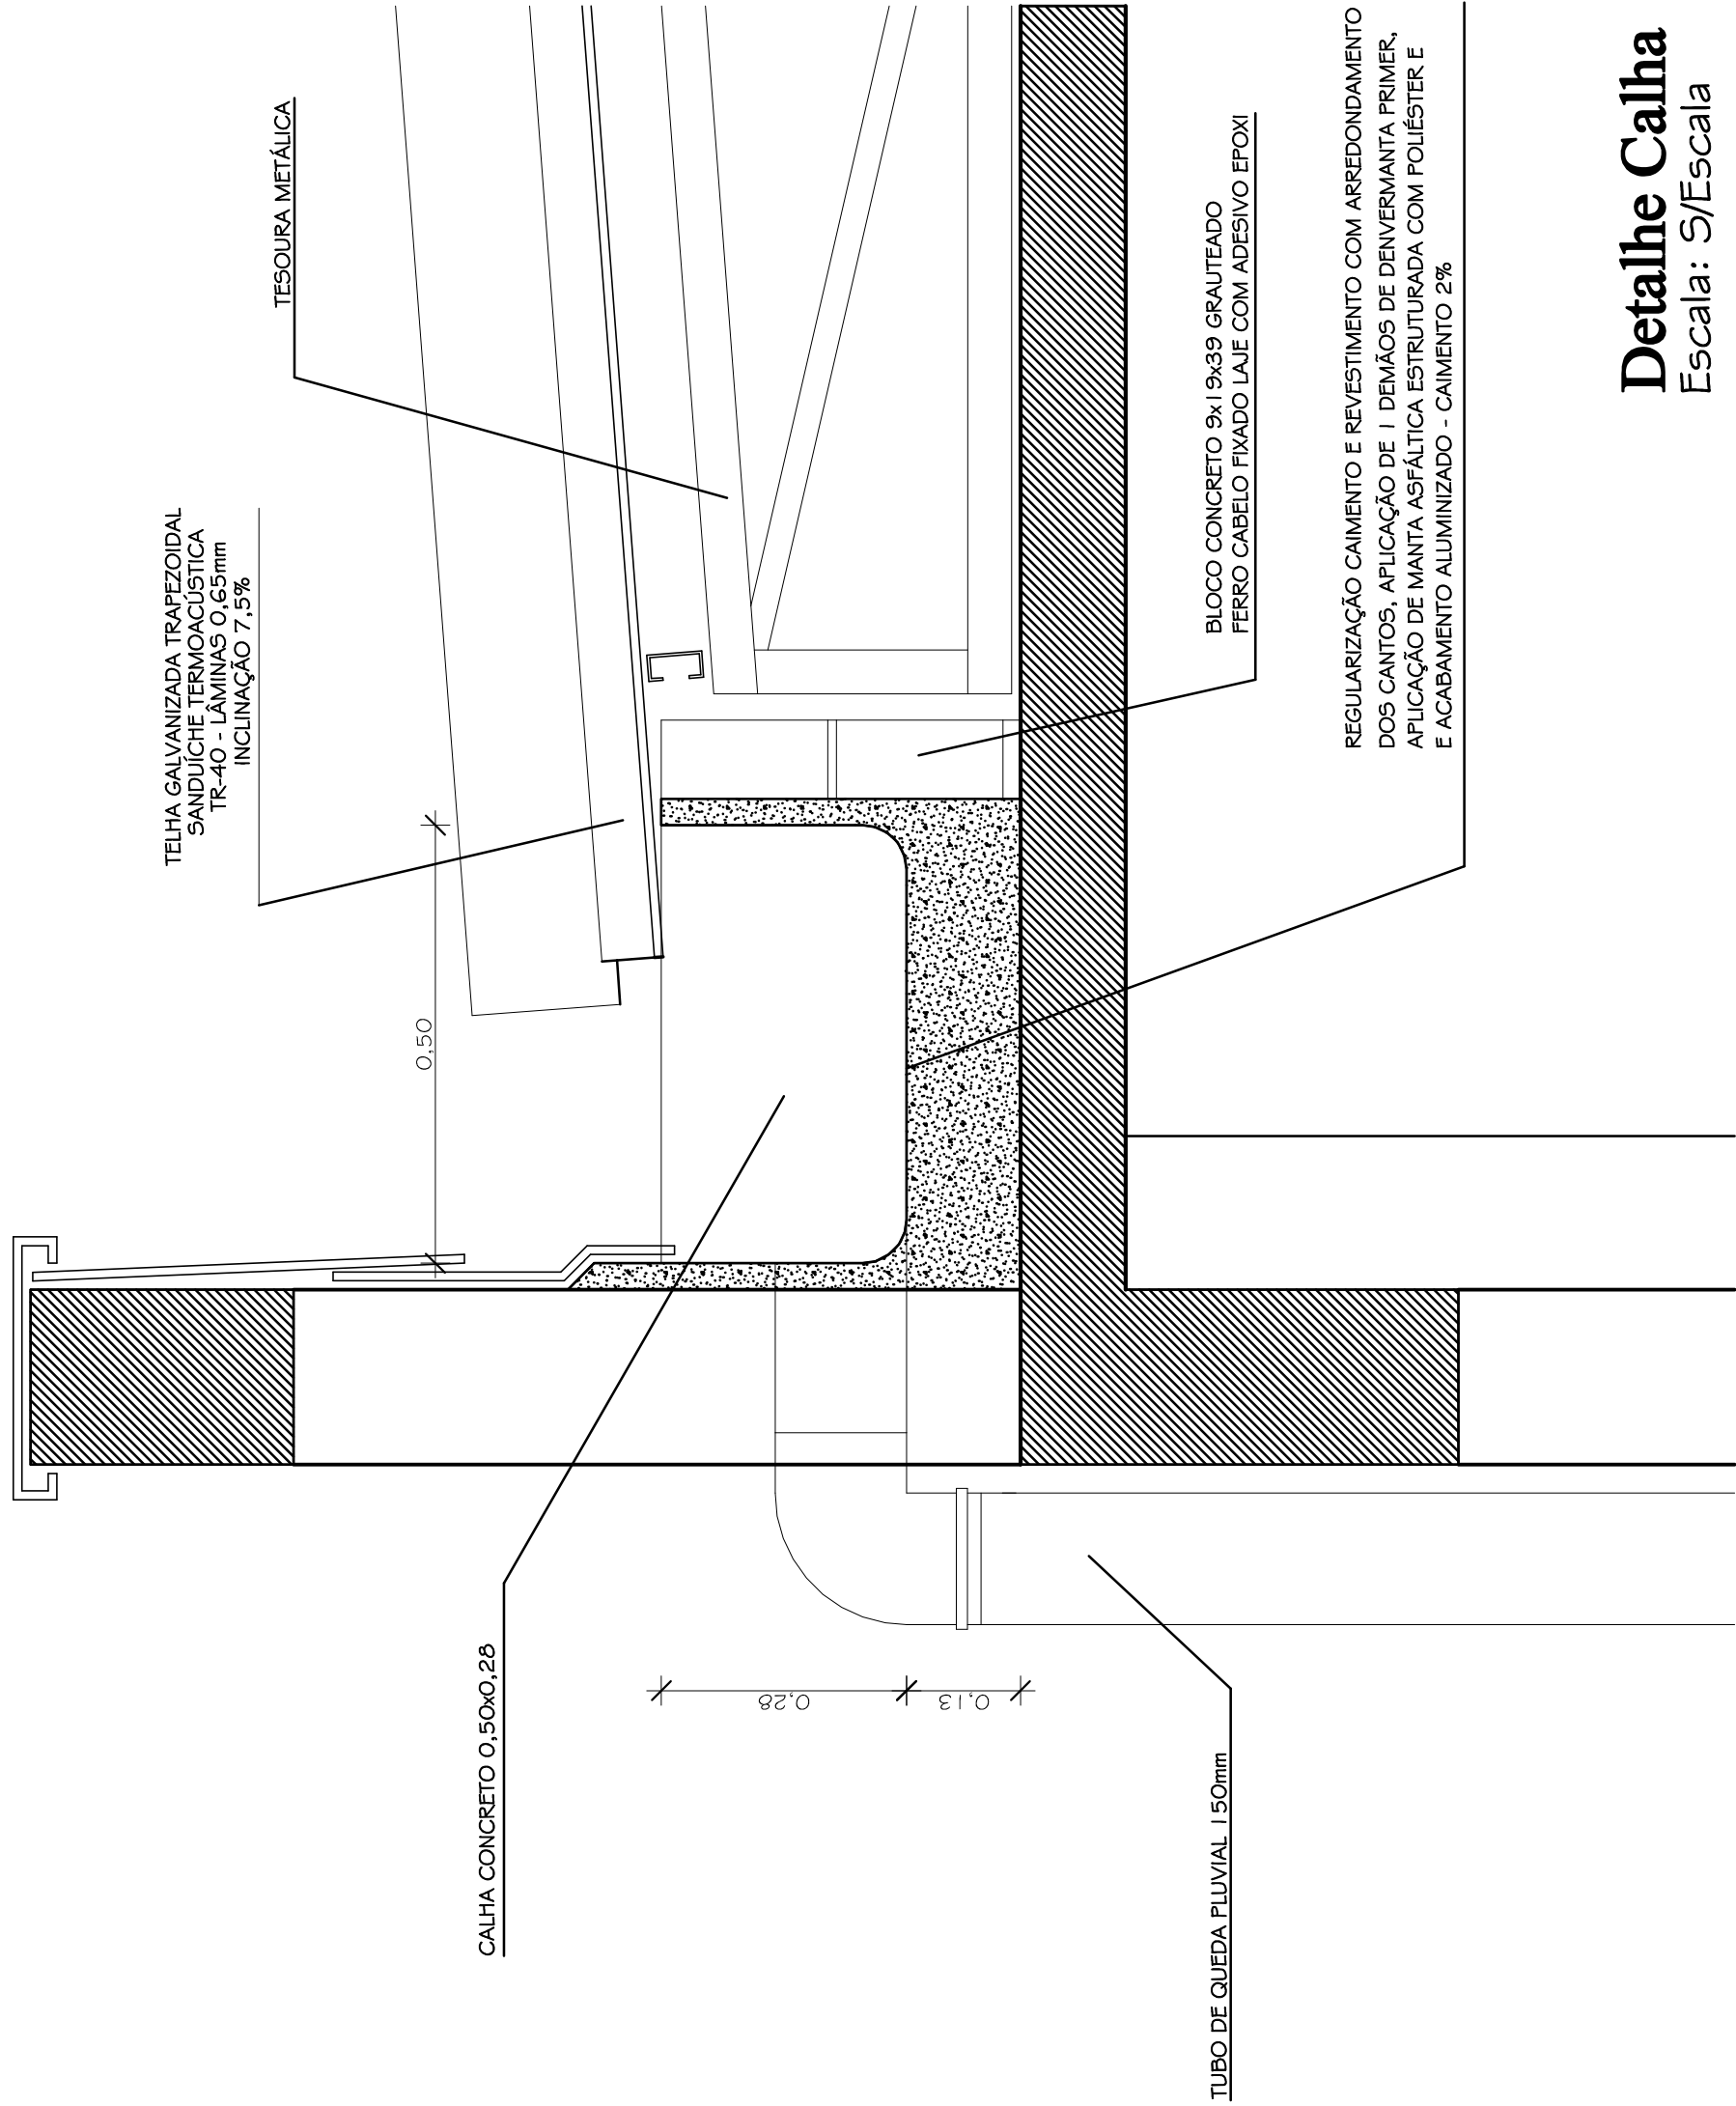 TELHA GALVANIZADA TRAPEZOIDAL
SANDUÍCHE TERMOACÚSTICA
TR-40 - LÂMINAS 0,65mm
INCLINAÇÃO 7,5%
TESOURA METÁLICA
0,50
CALHA CONCRETO 0,50x0,28
0,28
0,13
TUBO DE QUEDA PLUVIAL 150mm
BLOCO CONCRETO 9x19x39 GRAUTEADO
FERRO CABELO FIXADO LAJE COM ADESIVO EPOXI
REGULARIZAÇÃO CAIMENTO E REVESTIMENTO COM ARREDONDAMENTO
DOS CANTOS, APLICAÇÃO DE 1 DEMÃOS DE DENVERMANTA PRIMER,
APLICAÇÃO DE MANTA ASFÁLTICA ESTRUTURADA COM POLIÉSTER E
E ACABAMENTO ALUMINIZADO - CAIMENTO 2%
Detalhe Calha
Escala: S/Escala